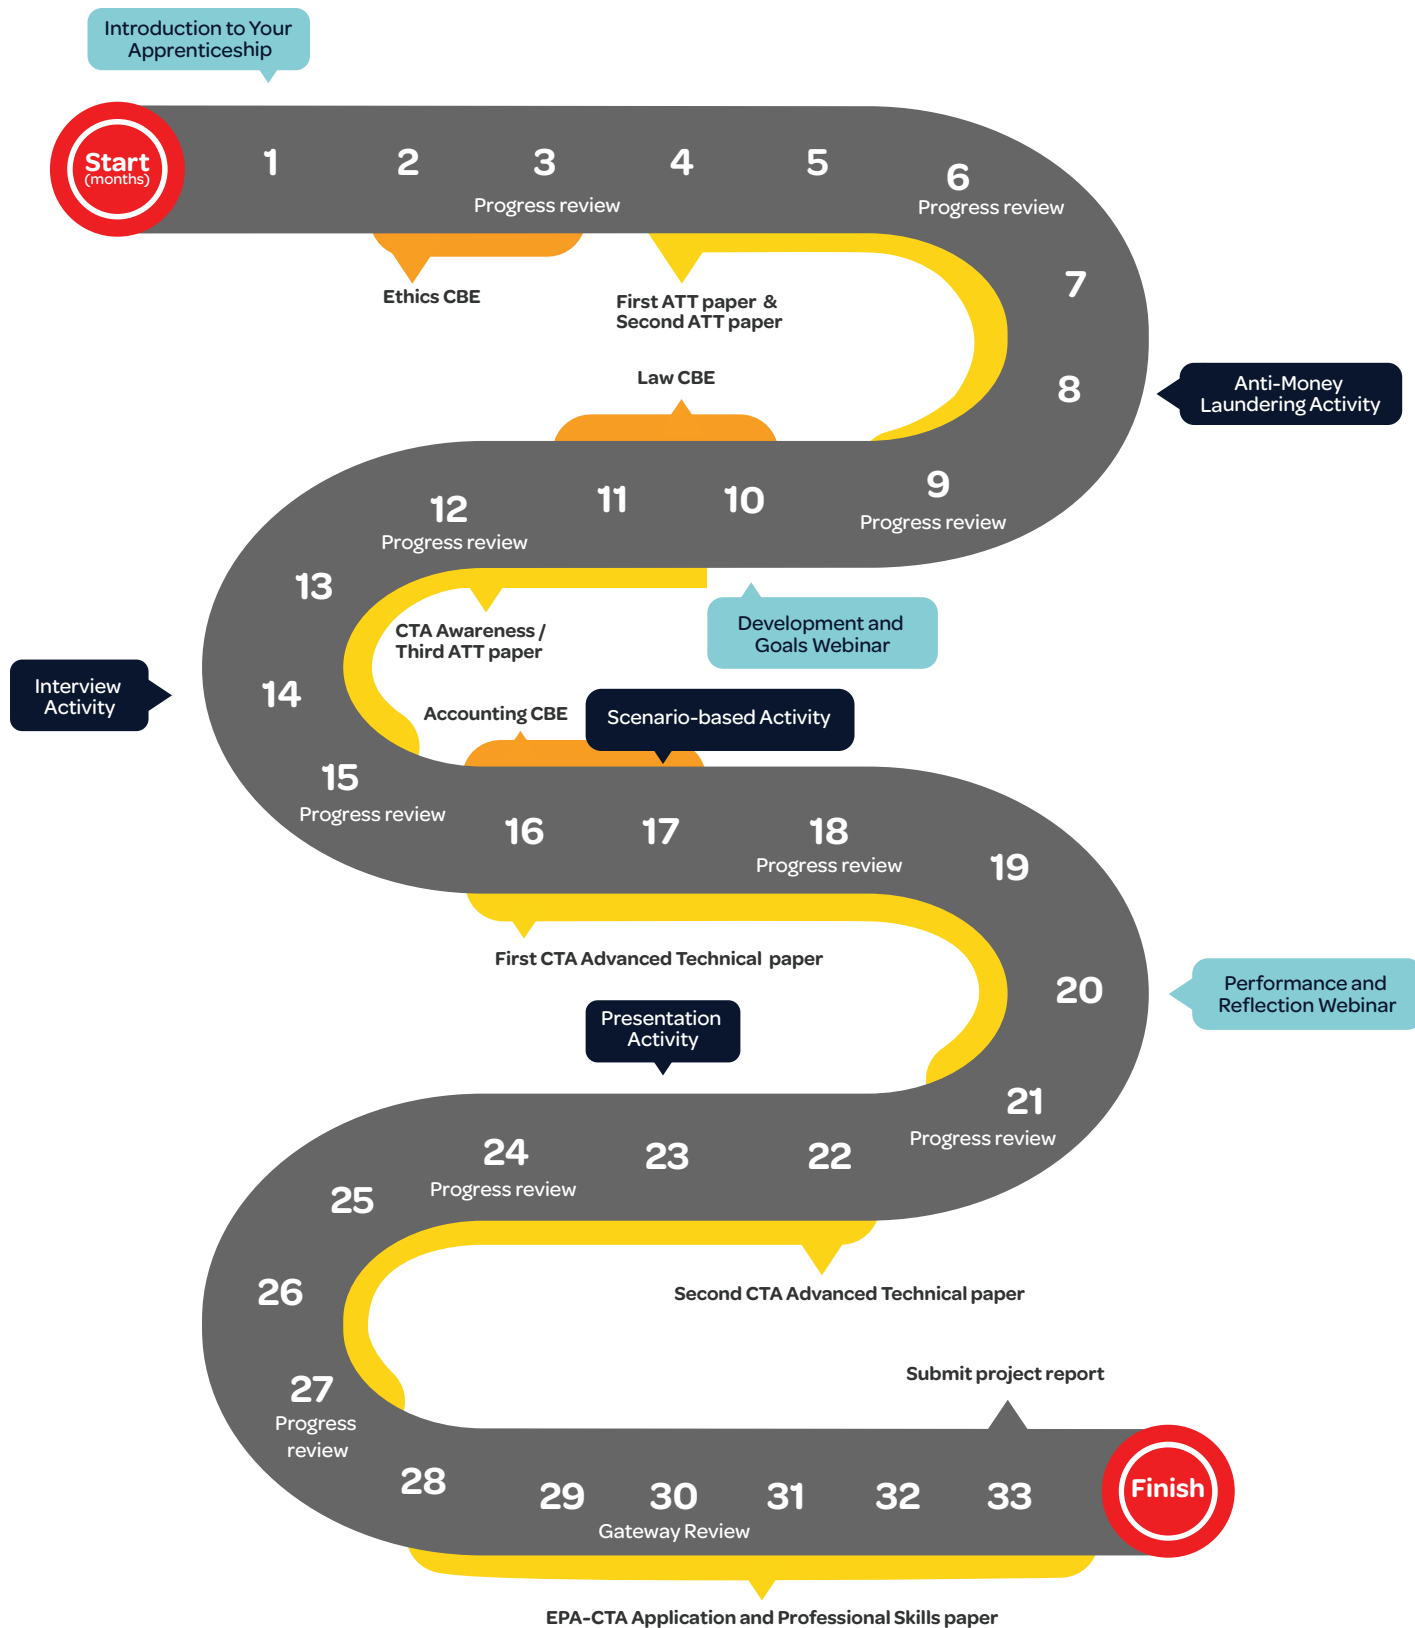 Introduction to Your
Apprenticeship
Start
(months)
1
2
3
Progress review
4
5
6
Progress review
7
Ethics CBE
First ATT paper &
Second ATT paper
8
Anti-Money
Laundering Activity
Law CBE
9
Progress review
10
11
12
Progress review
13
CTA Awareness /
Third ATT paper
Development and
Goals Webinar
14
Interview
Activity
Accounting CBE
Scenario-based Activity
15
Progress review
16
17
18
Progress review
19
First CTA Advanced Technical paper
20
Performance and
Reflection Webinar
Presentation
Activity
21
Progress review
22
23
24
Progress review
25
26
Second CTA Advanced Technical paper
27
Progress
review
Submit project report
28
29
30
Gateway Review
31
32
33
Finish
EPA-CTA Application and Professional Skills paper